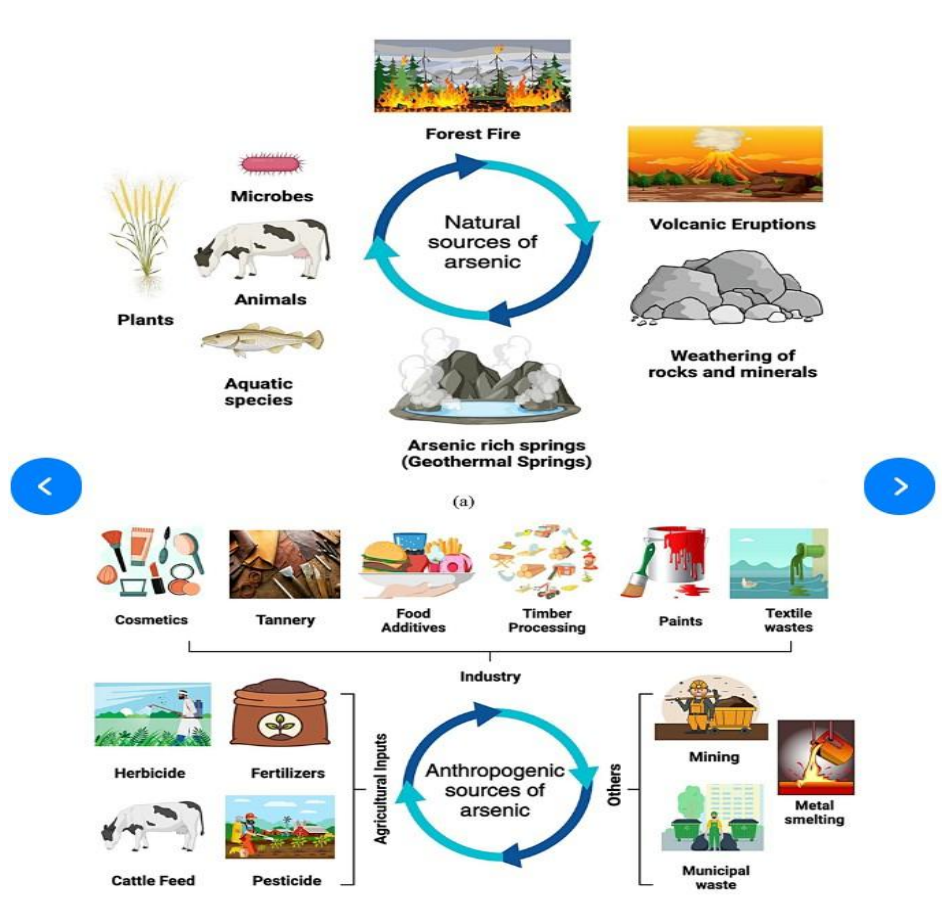 Forest Fire
Microbes
Natural
sources of
arsenic
Volcanic Eruptions
Animals
Plants
Weathering of
rocks and minerals
Aquatic
species
Arsenic rich springs
(Geothermal Springs)
(a)
Cosmetics
Tannery
Food
Additives
Timber
Processing
Paints
Textile
wastes
Industry
Herbicide
Fertilizers
Cattle Feed
Pesticide
Agricultural Inputs
Anthropogenic
sources of
arsenic
Others
Mining
Metal
smelting
Municipal
waste